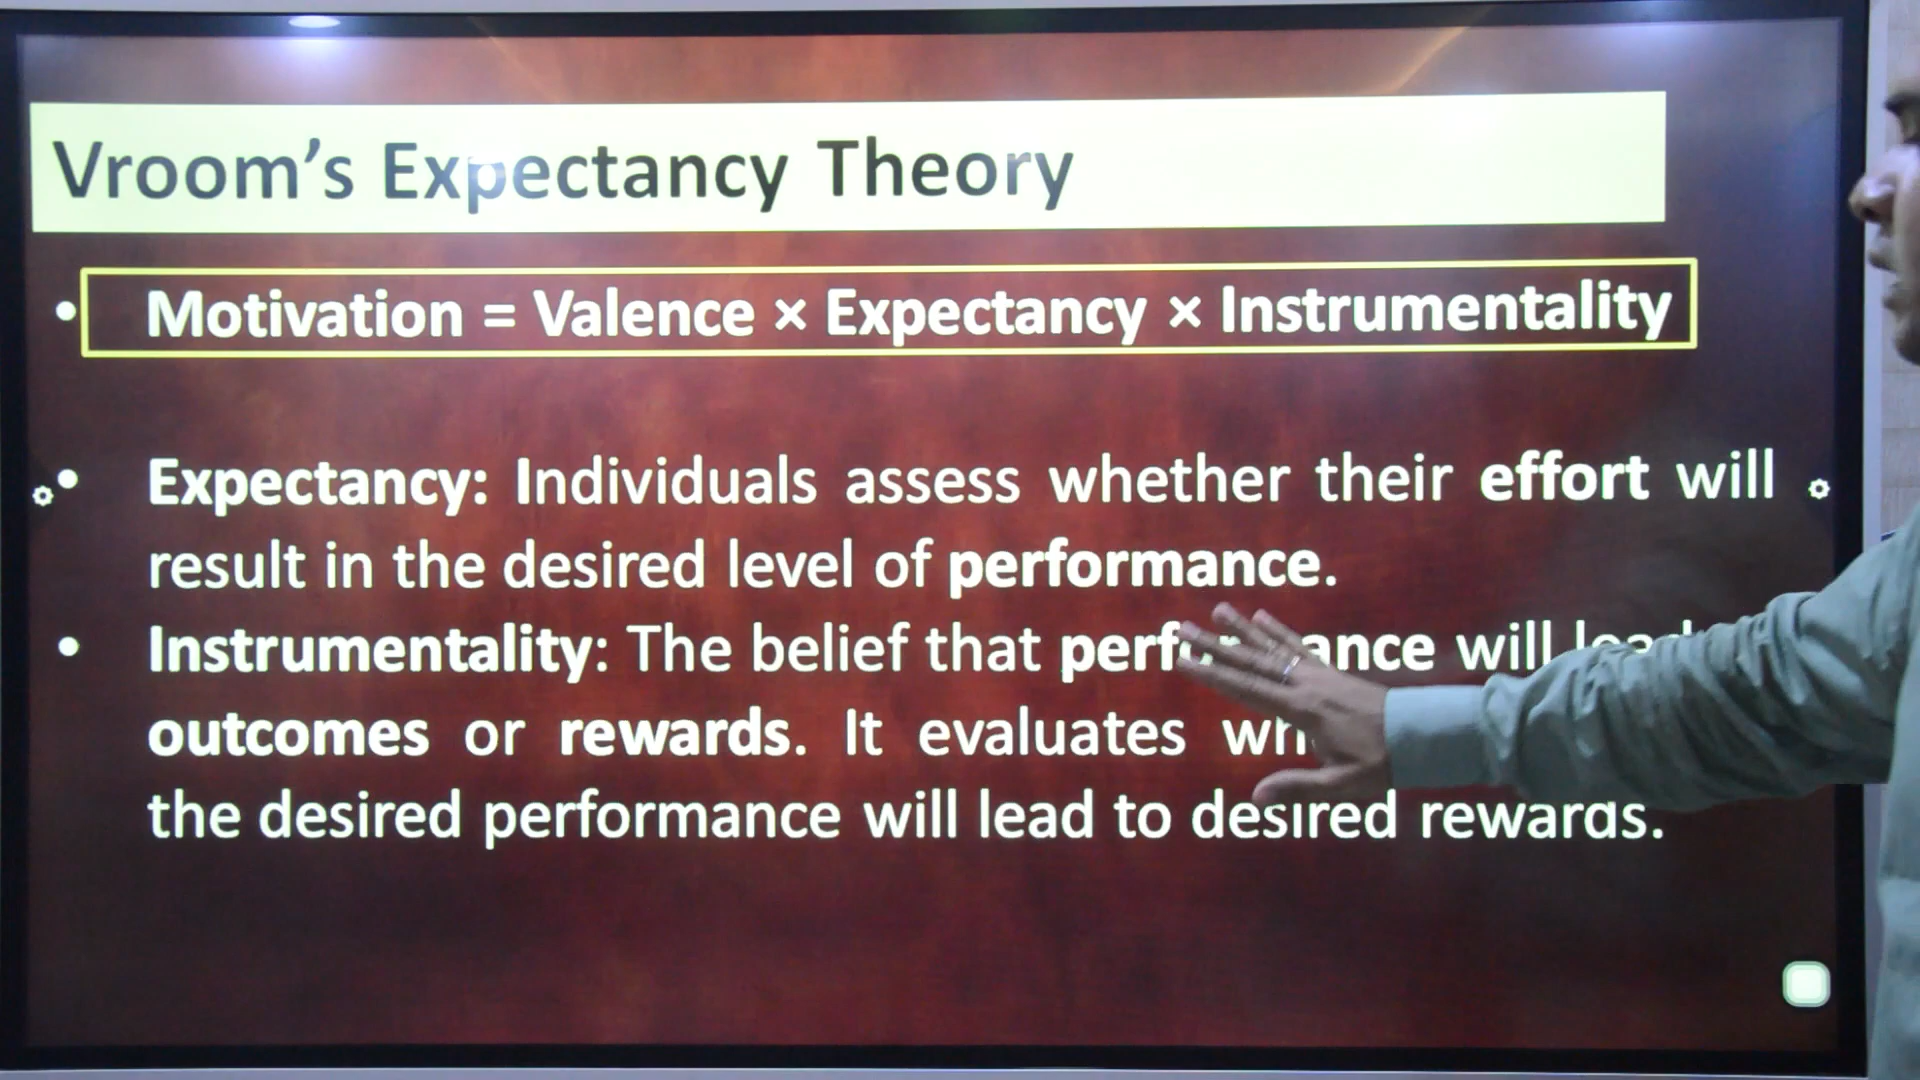 Vroom’s Expectancy Theory
• Motivation = Valence × Expectancy × Instrumentality
• Expectancy: Individuals assess whether their effort will
result in the desired level of performance.
• Instrumentality: The belief that performance will lead
outcomes or rewards. It evaluates
the desired performance will lead to desired rewards.